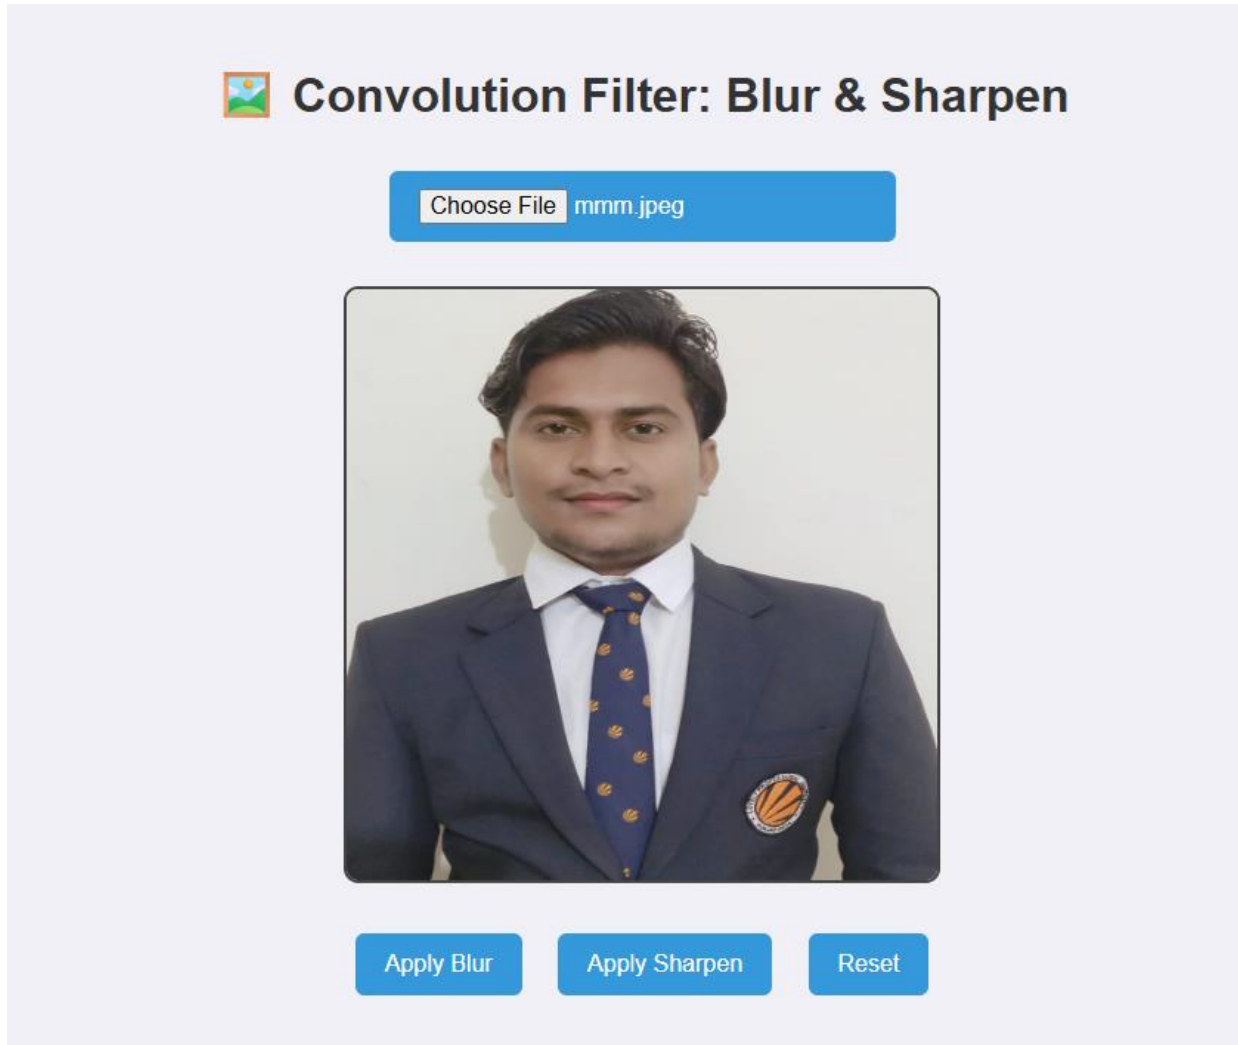 Convolution Filter: Blur & Sharpen
Choose File mmm.jpeg
Apply Blur
Apply Sharpen
Reset